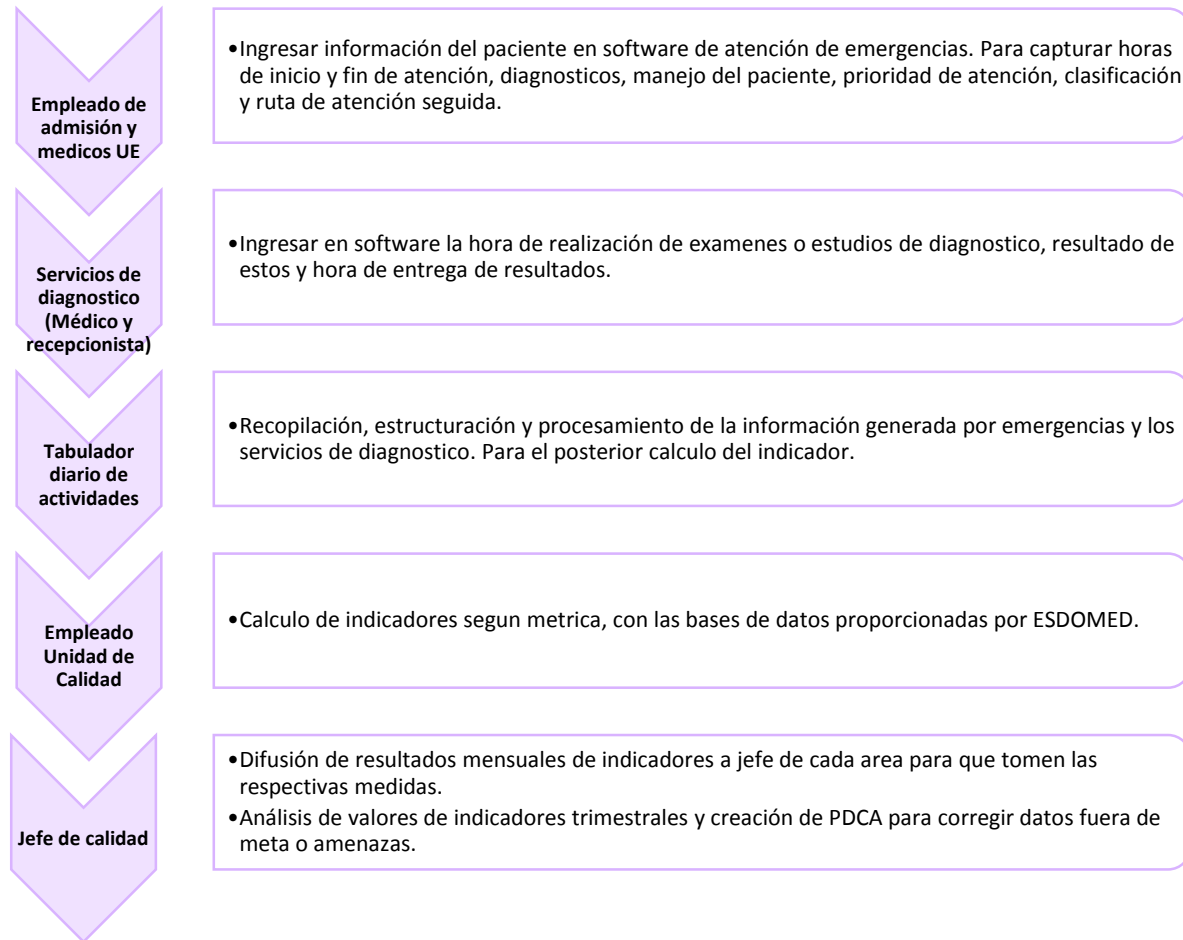 Empleado de
admisión y
medicos UE
•Ingresar información del paciente en software de atención de emergencias. Para capturar horas
de inicio y fin de atención, diagnosticos, manejo del paciente, prioridad de atención, clasificación
y ruta de atención seguida.
Servicios de
diagnostico
(Médico y
recepcionista)
•Ingresar en software la hora de realización de examenes o estudios de diagnostico, resultado de
estos y hora de entrega de resultados.
Tabulador
diario de
actividades
•Recopilación, estructuración y procesamiento de la información generada por emergencias y los
servicios de diagnostico. Para el posterior calculo del indicador.
Empleado
Unidad de
Calidad
•Calculo de indicadores segun metrica, con las bases de datos proporcionadas por ESDOMED.
Jefe de calidad
•Difusión de resultados mensuales de indicadores a jefe de cada area para que tomen las
respectivas medidas.
•Análisis de valores de indicadores trimestrales y creación de PDCA para corregir datos fuera de
meta o amenazas.